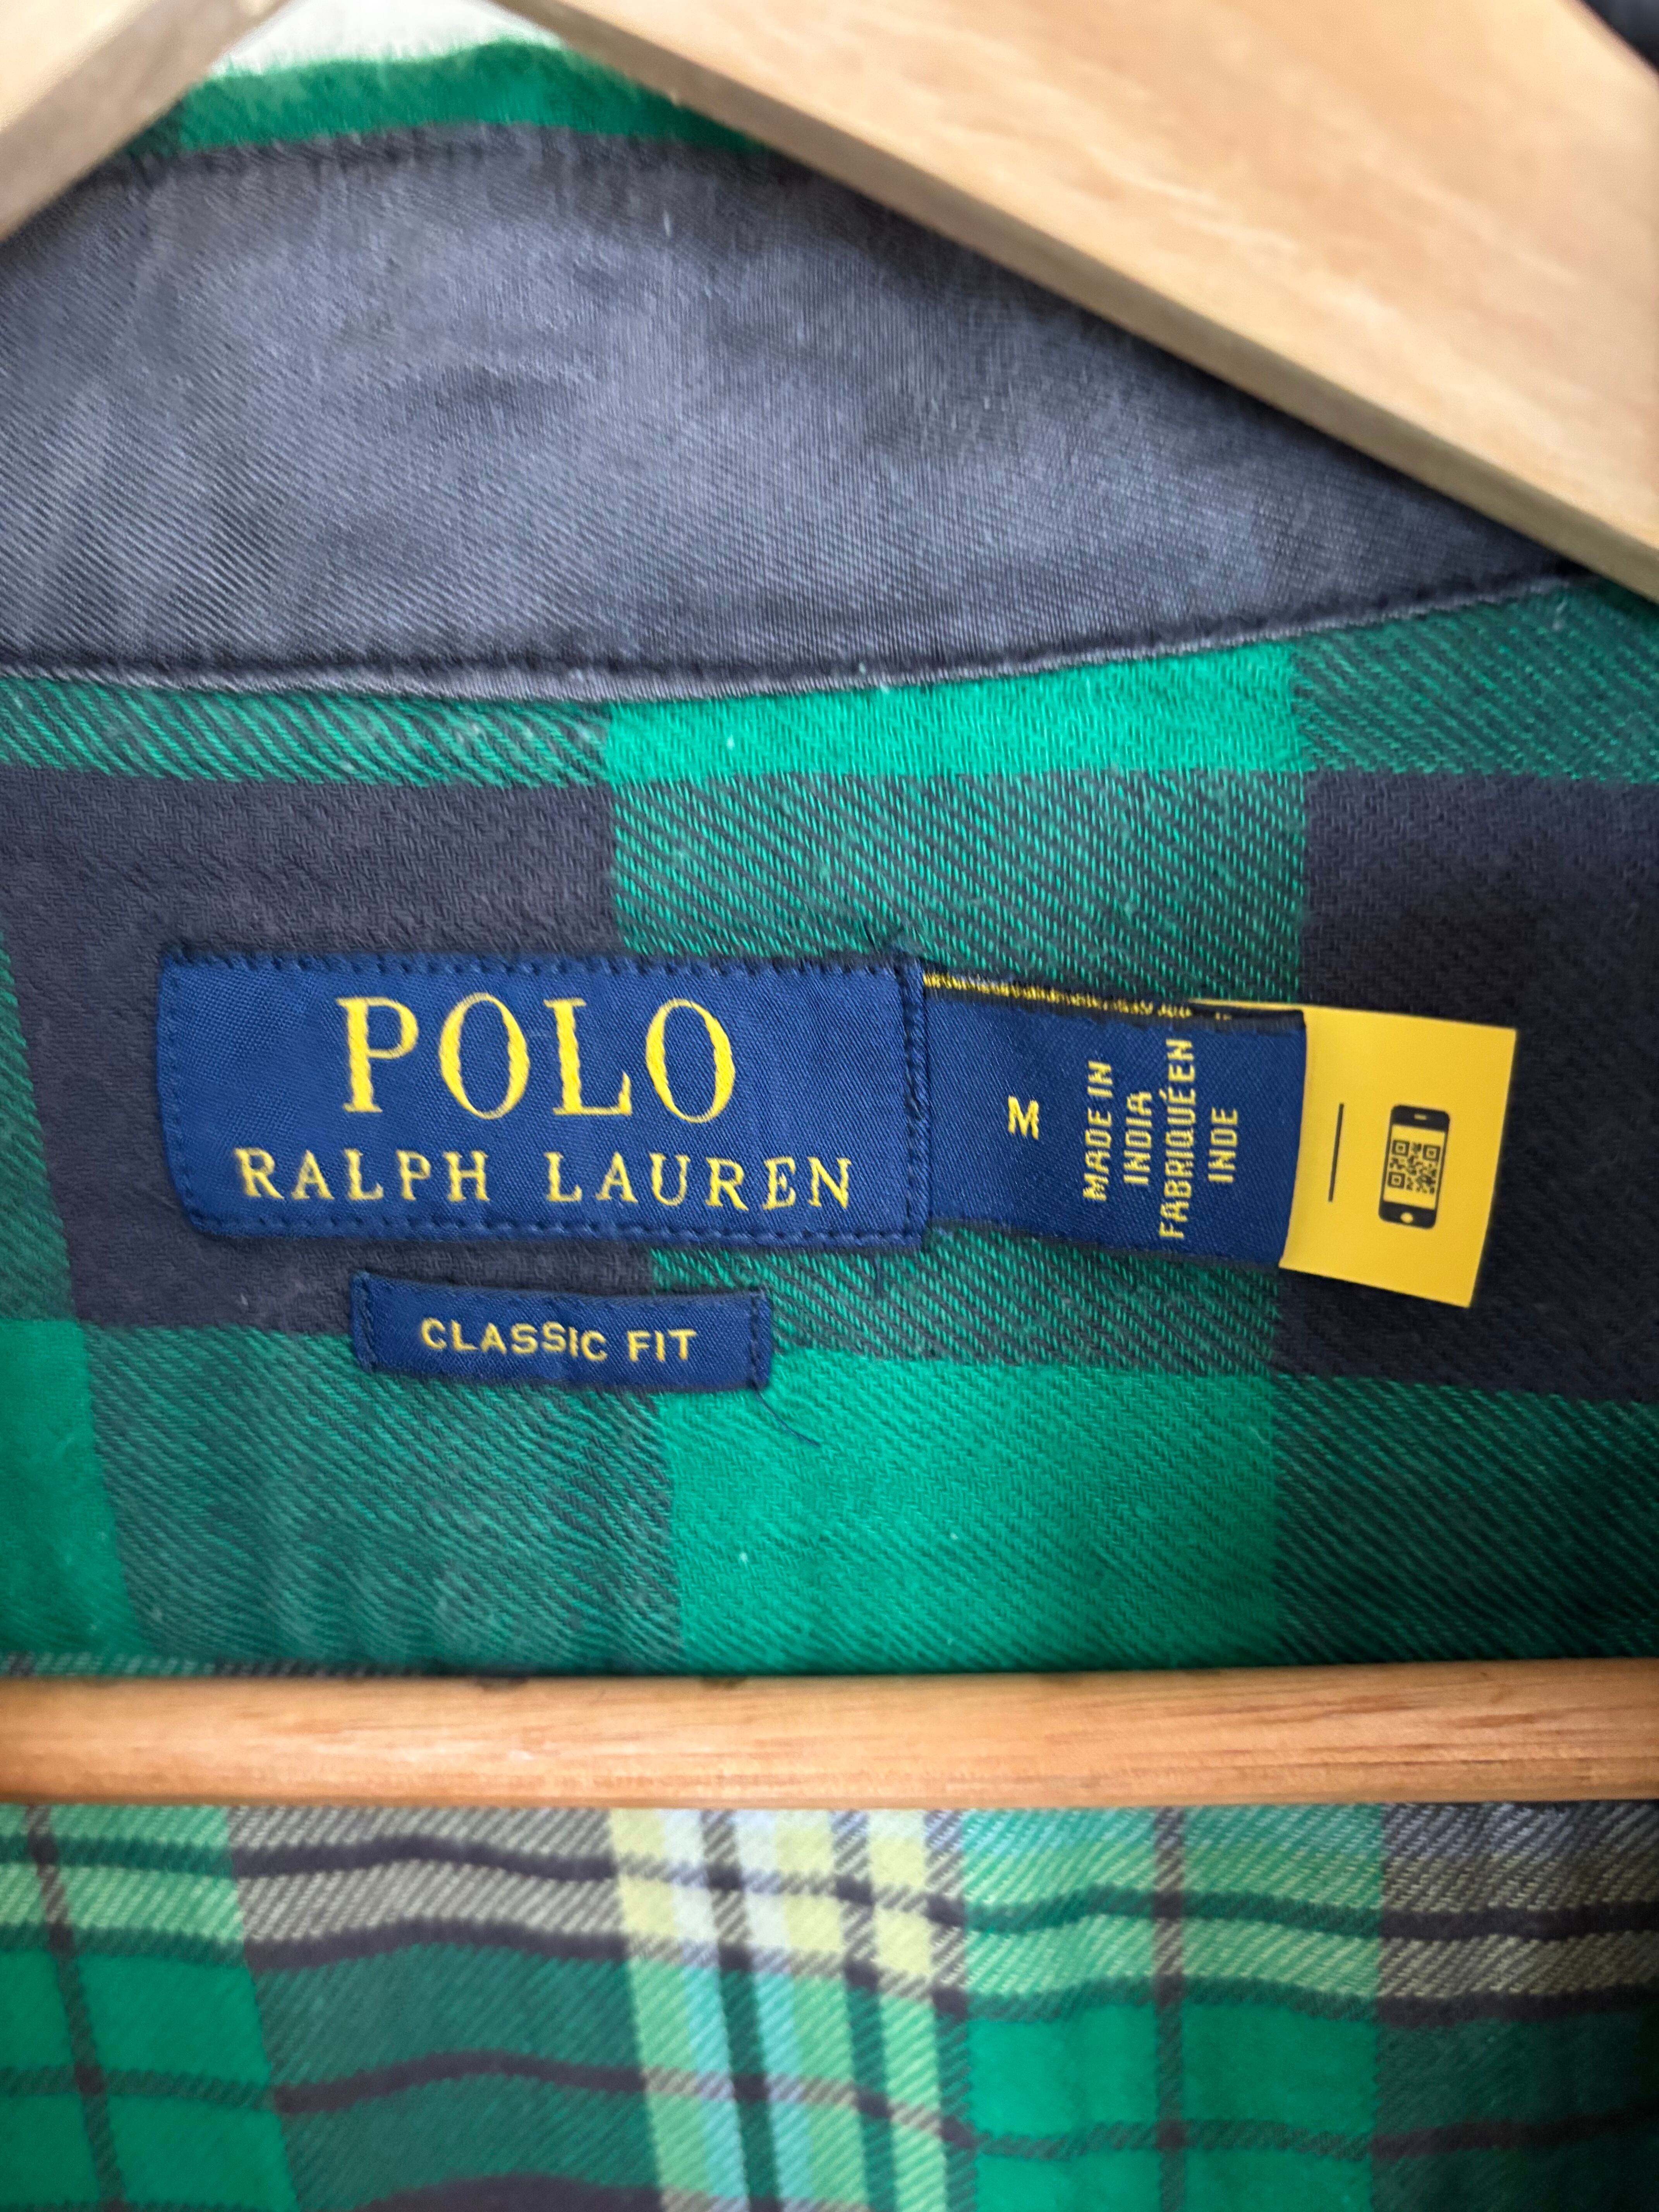 POLO
RALPH LAUREN
CLASSIC FIT
M
MADE IN
INDIA
FABRIQUÉ EN
INDE